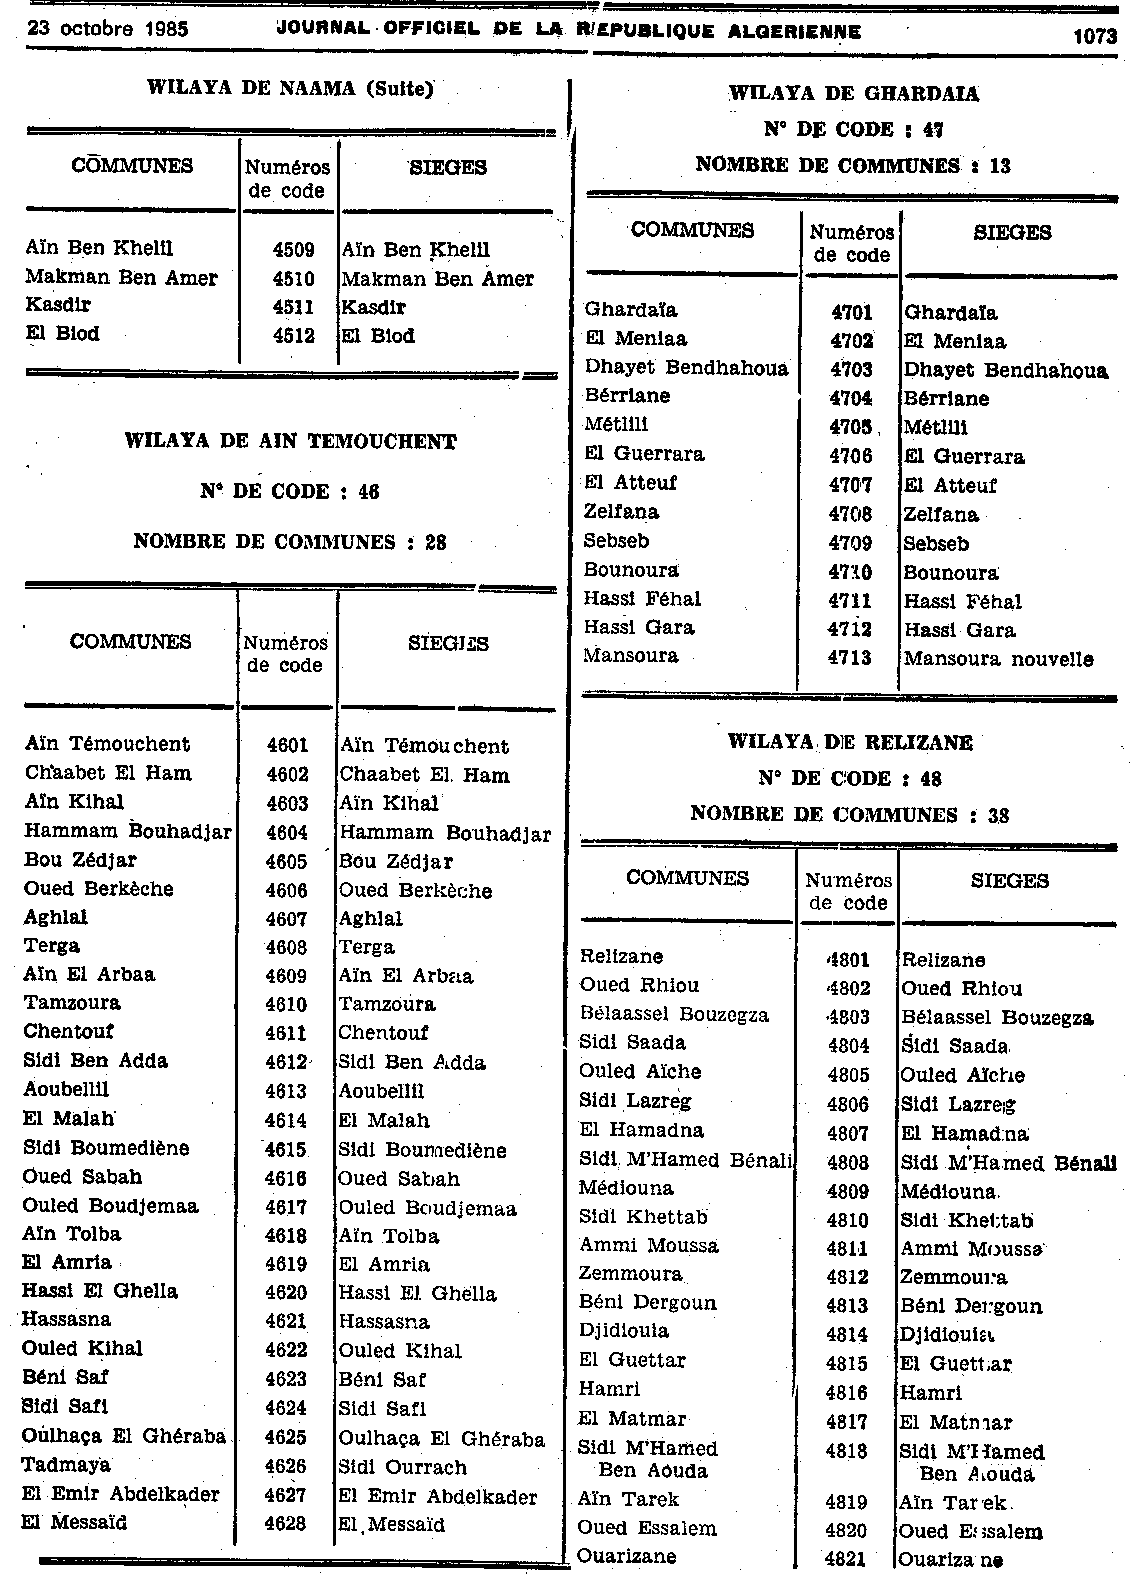 23 octobre 1985 JOURNAL OFFICIEL DE LA REPUBLIQUE ALGERIENNE 1073
WILAYA DE NAAMA (Suite)
COMMUNES Numéros de code SIEGES
Aïn Ben Khelil 4509 Aïn Ben Khelil
Makman Ben Amer 4510 Makman Ben Amer
Kasdir 4511 Kasdir
El Biod 4512 El Biod
WILAYA DE AIN TEMOUCHENT
N° DE CODE : 46
NOMBRE DE COMMUNES : 28
COMMUNES Numéros de code SIEGES
Aïn Témouchent 4601 Aïn Témouchent
Chaabet El Ham 4602 Chaabet El Ham
Aïn Kihal 4603 Aïn Kihal
Hammam Bouhadjar 4604 Hammam Bouhadjar
Bou Zédjar 4605 Bou Zédjar
Oued Berkèche 4606 Oued Berkèche
Aghlal 4607 Aghlal
Terga 4608 Terga
Aïn El Arbaa 4609 Aïn El Arbaa
Tamzoura 4610 Tamzoura
Chentouf 4611 Chentouf
Sidi Ben Adda 4612 Sidi Ben Adda
Aoubellil 4613 Aoubellil
El Malah 4614 El Malah
Sidi Boumediène 4615 Sidi Boumediène
Oued Sabah 4616 Oued Sabah
Ouled Boudjemaa 4617 Ouled Boudjemaa
Aïn Tolba 4618 Aïn Tolba
El Amria 4619 El Amria
Hassi El Ghella 4620 Hassi El Ghella
Hassasna 4621 Hassasna
Ouled Kihal 4622 Ouled Kihal
Béni Saf 4623 Béni Saf
Sidi Safi 4624 Sidi Safi
Oulhaça El Ghéraba 4625 Oulhaça El Ghéraba
Tadmaya 4626 Sidi Ourrach
El Emir Abdelkader 4627 El Emir Abdelkader
El Messaïd 4628 El Messaïd
WILAYA DE GHARDAIA
N° DE CODE : 47
NOMBRE DE COMMUNES : 13
COMMUNES Numéros de code SIEGES
Ghardaïa 4701 Ghardaïa
El Meniaa 4702 El Meniaa
Dhayet Bendhahoua 4703 Dhayet Bendhahoua
Bérriane 4704 Bérriane
Métlili 4705 Métlili
El Guerrara 4706 El Guerrara
El Atteuf 4707 El Atteuf
Zelfana 4708 Zelfana
Sebseb 4709 Sebseb
Bounoura 4710 Bounoura
Hassi Féhal 4711 Hassi Féhal
Hassi Gara 4712 Hassi Gara
Mansoura 4713 Mansoura nouvelle
WILAYA DE RELIZANE
N° DE CODE : 48
NOMBRE DE COMMUNES : 38
COMMUNES Numéros de code SIEGES
Relizane 4801 Relizane
Oued Rhiou 4802 Oued Rhiou
Bélaassel Bouzegza 4803 Bélaassel Bouzegza
Sidi Saada 4804 Sidi Saada
Ouled Aïche 4805 Ouled Aïche
Sidi Lazreg 4806 Sidi Lazreg
El Hamadna 4807 El Hamadna
Sidi M'Hamed Bénali 4808 Sidi M'Hamed Bénali
Médiouna 4809 Médiouna
Sidi Khettab 4810 Sidi Khettab
Ammi Moussa 4811 Ammi Moussa
Zemmoura 4812 Zemmoura
Béni Dergoun 4813 Béni Dergoun
Djidiouia 4814 Djidiouia
El Guettar 4815 El Guettar
Hamri 4816 Hamri
El Matmar 4817 El Matmar
Sidi M'Hamed Ben Aouda 4818 Sidi M'Hamed Ben Aouda
Aïn Tarek 4819 Aïn Tarek
Oued Essalem 4820 Oued Essalem
Ouarizane 4821 Ouarizane